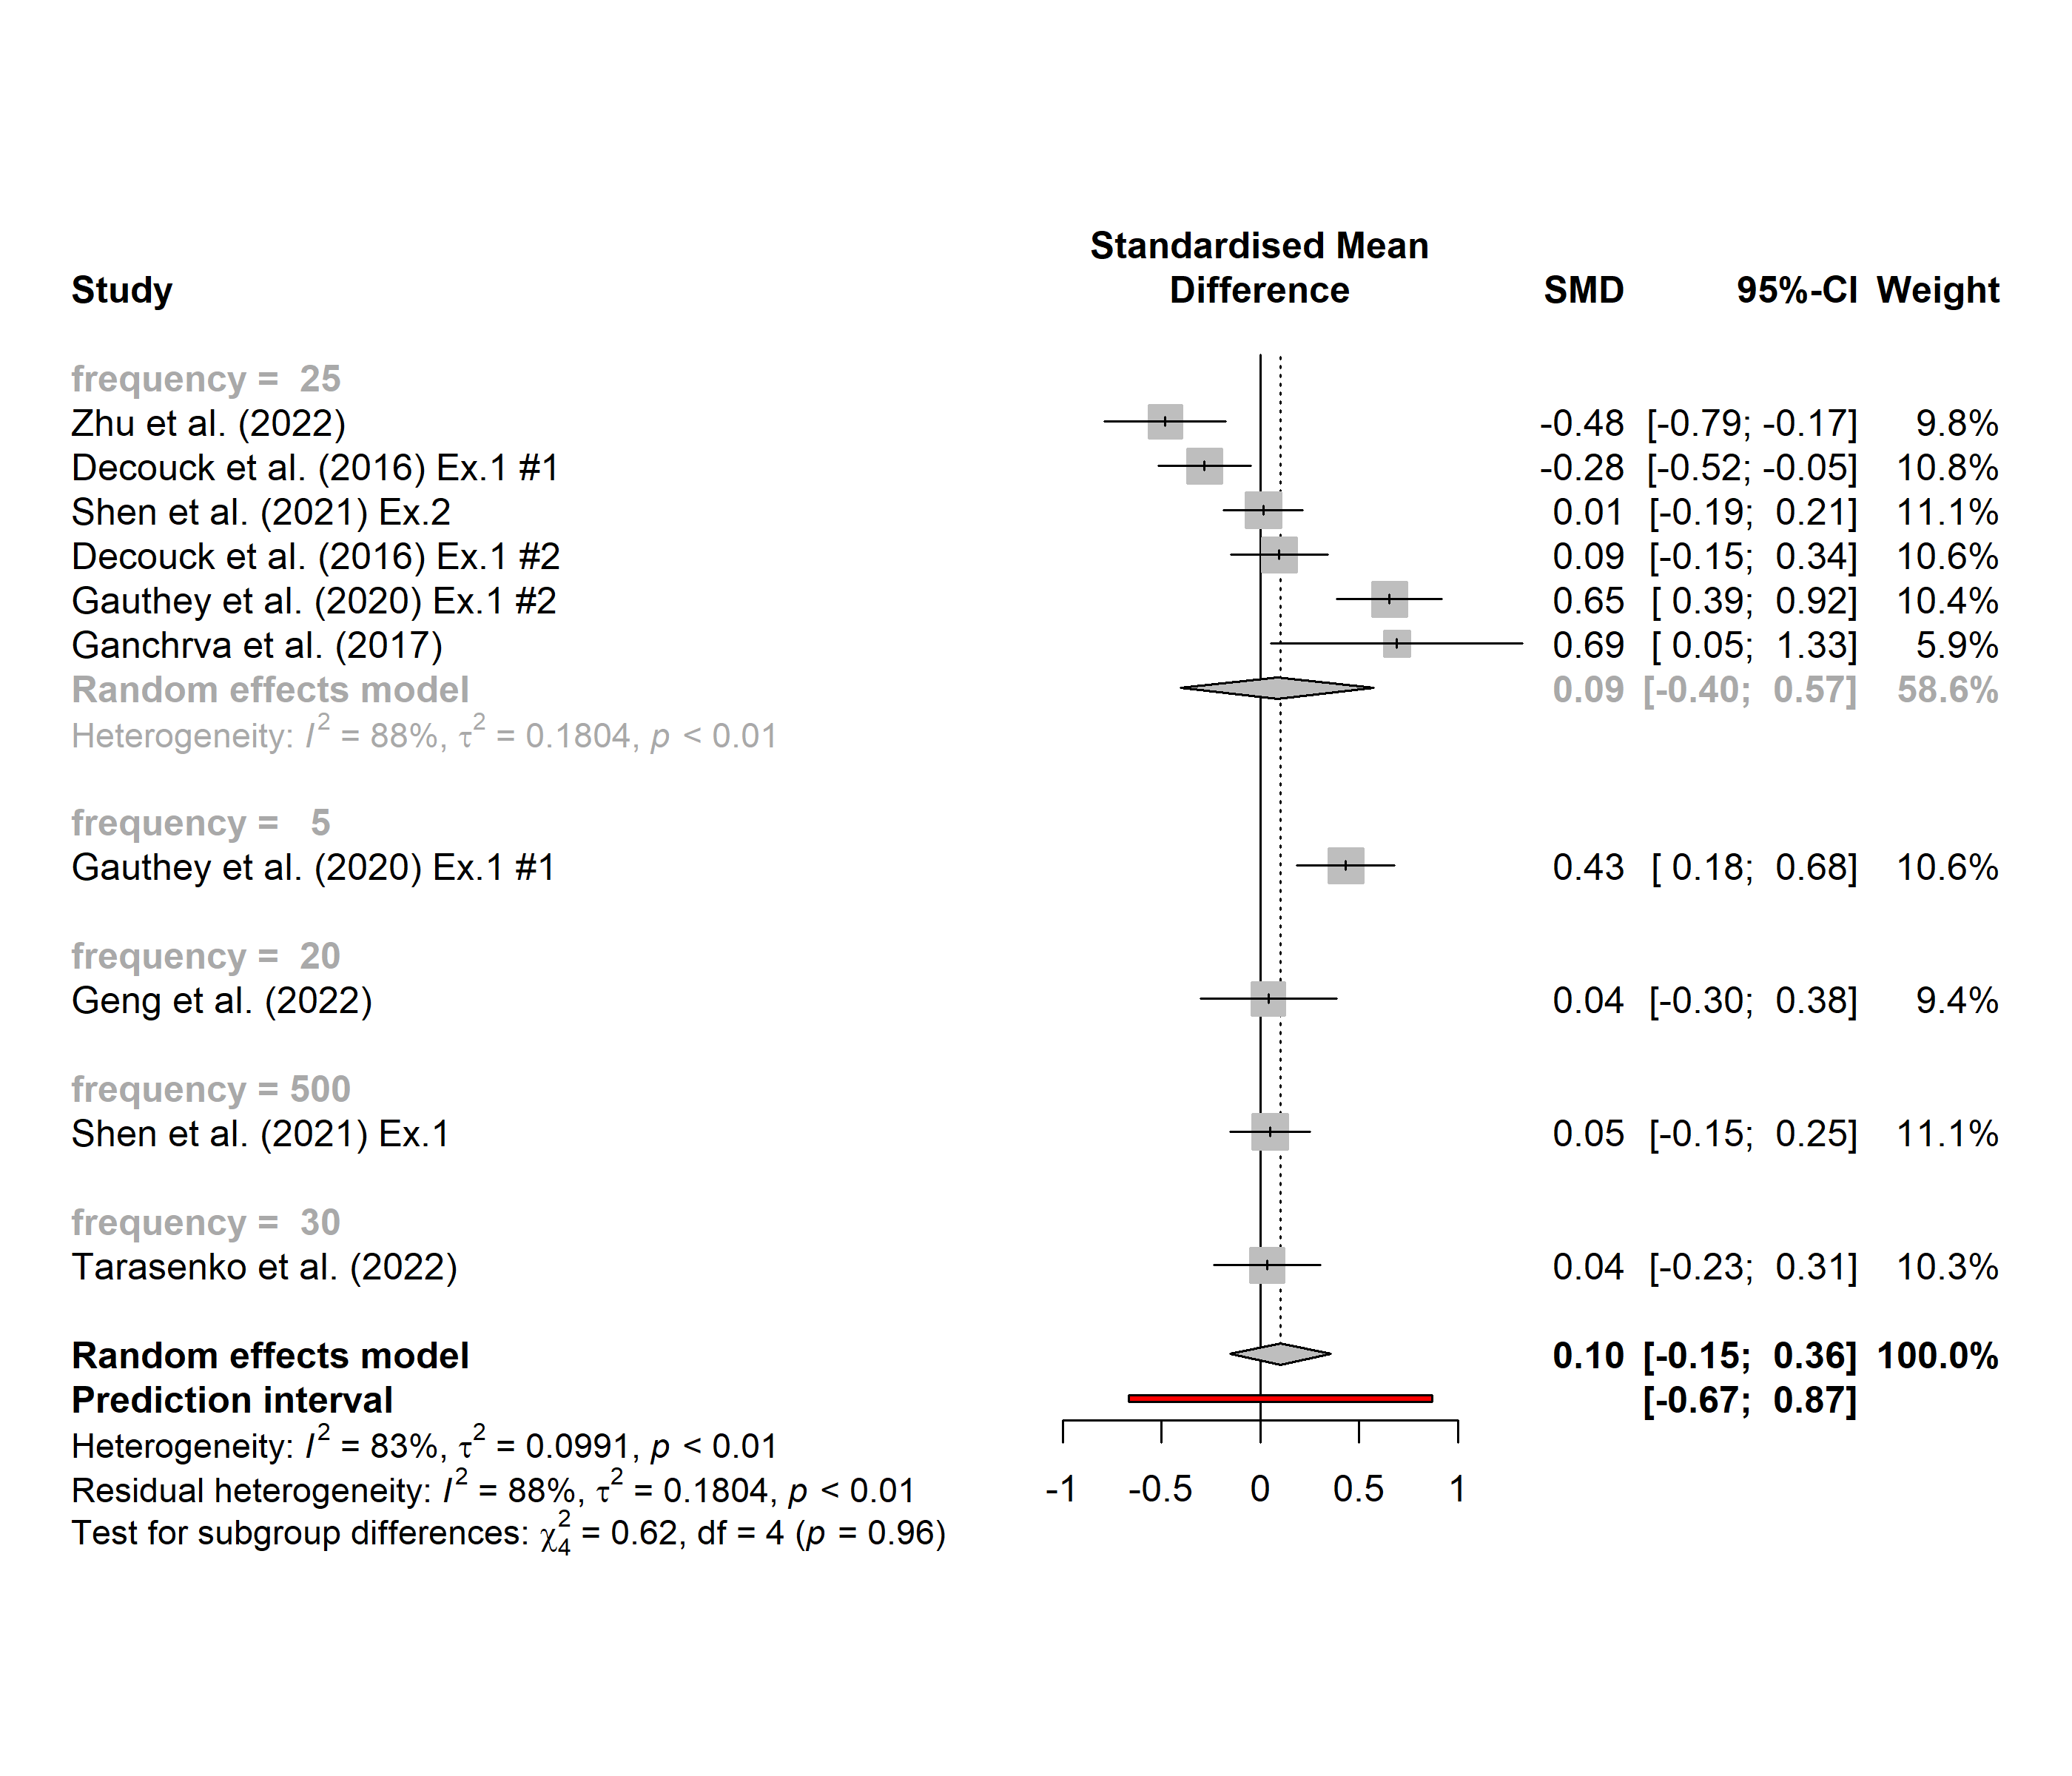 Standardised Mean
Study Difference SMD 95%-CI Weight
frequency = 25
Zhu et al. (2022) -0.48 [-0.79; -0.17] 9.8%
Decouck et al. (2016) Ex.1 #1 -0.28 [-0.52; -0.05] 10.8%
Shen et al. (2021) Ex.2 0.01 [-0.19; 0.21] 11.1%
Decouck et al. (2016) Ex.1 #2 0.09 [-0.15; 0.34] 10.6%
Gauthey et al. (2020) Ex.1 #2 0.65 [ 0.39; 0.92] 10.4%
Ganchrva et al. (2017) 0.69 [ 0.05; 1.33] 5.9%
Random effects model 0.09 [-0.40; 0.57] 58.6%
Heterogeneity: I² = 88%, τ² = 0.1804, p < 0.01
frequency = 5
Gauthey et al. (2020) Ex.1 #1 0.43 [ 0.18; 0.68] 10.6%
frequency = 20
Geng et al. (2022) 0.04 [-0.30; 0.38] 9.4%
frequency = 500
Shen et al. (2021) Ex.1 0.05 [-0.15; 0.25] 11.1%
frequency = 30
Tarasenko et al. (2022) 0.04 [-0.23; 0.31] 10.3%
Random effects model 0.10 [-0.15; 0.36] 100.0%
Prediction interval [-0.67; 0.87]
Heterogeneity: I² = 83%, τ² = 0.0991, p < 0.01
Residual heterogeneity: I² = 88%, τ² = 0.1804, p < 0.01
-1 -0.5 0 0.5 1
Test for subgroup differences: χ²₄ = 0.62, df = 4 (p = 0.96)